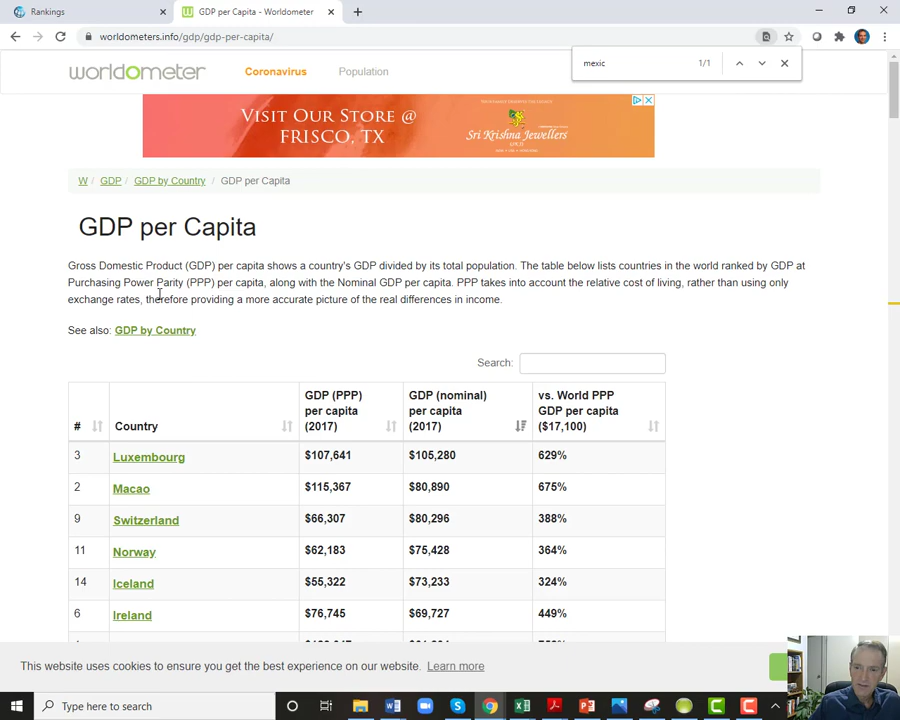 Rankings
GDP per Capita - Worldometer
worldometers.info/gdp/gdp-per-capita/
mexic 1/1
worldometer
Coronavirus
Population
VISIT OUR STORE @
FRISCO, TX
Sri Krishna Jewellers
W / GDP / GDP by Country / GDP per Capita
GDP per Capita
Gross Domestic Product (GDP) per capita shows a country's GDP divided by its total population. The table below lists countries in the world ranked by GDP at
Purchasing Power Parity (PPP) per capita, along with the Nominal GDP per capita. PPP takes into account the relative cost of living, rather than using only
exchange rates, therefore providing a more accurate picture of the real differences in income.
See also: GDP by Country
Search:
# Country GDP (PPP) per capita (2017) GDP (nominal) per capita (2017) vs. World PPP GDP per capita ($17,100)
3 Luxembourg $107,641 $105,280 629%
2 Macao $115,367 $80,890 675%
9 Switzerland $66,307 $80,296 388%
11 Norway $62,183 $75,428 364%
14 Iceland $55,322 $73,233 324%
6 Ireland $76,745 $69,727 449%
This website uses cookies to ensure you get the best experience on our website. Learn more
Type here to search